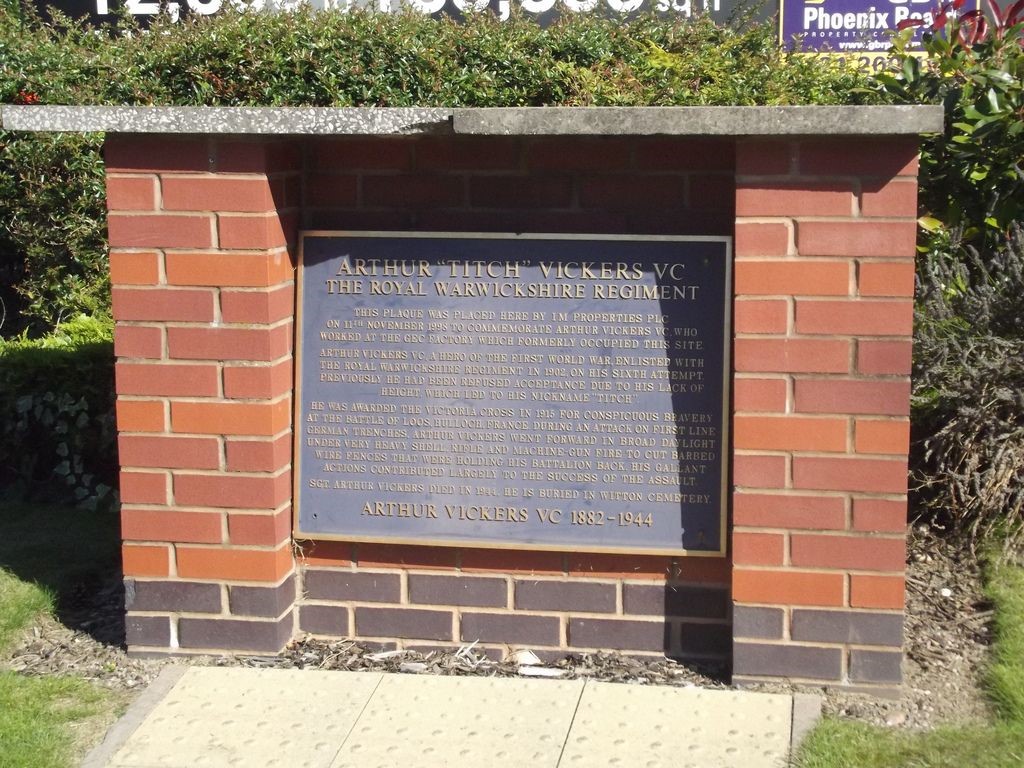 sq ft
Phoenix
PROPERTY
ARTHUR "TITCH" VICKERS VC
THE ROYAL WARWICKSHIRE REGIMENT
THIS PLAQUE WAS PLACED HERE BY IM PROPERTIES PLC
ON 11TH NOVEMBER 1998 TO COMMEMORATE ARTHUR VICKERS VC, WHO
WORKED AT THE GEC FACTORY WHICH FORMERLY OCCUPIED THIS SITE.
ARTHUR VICKERS VC, A HERO OF THE FIRST WORLD WAR, ENLISTED WITH
THE ROYAL WARWICKSHIRE REGIMENT IN 1902, ON HIS SIXTH ATTEMPT.
PREVIOUSLY HE HAD BEEN REFUSED ACCEPTANCE DUE TO HIS LACK OF
HEIGHT, WHICH LED TO HIS NICKNAME "TITCH".
HE WAS AWARDED THE VICTORIA CROSS IN 1915 FOR CONSPICUOUS BRAVERY
AT THE BATTLE OF LOOS, HULLOCH, FRANCE DURING AN ATTACK ON FIRST LINE
GERMAN TRENCHES. ARTHUR VICKERS WENT FORWARD IN BROAD DAYLIGHT
UNDER VERY HEAVY SHELL, RIFLE AND MACHINE-GUN FIRE TO CUT BARBED
WIRE FENCES THAT WERE HOLDING HIS BATTALION BACK. HIS GALLANT
ACTIONS CONTRIBUTED LARGELY TO THE SUCCESS OF THE ASSAULT.
SGT. ARTHUR VICKERS DIED IN 1944. HE IS BURIED IN WITTON CEMETERY.
ARTHUR VICKERS VC 1882-1944